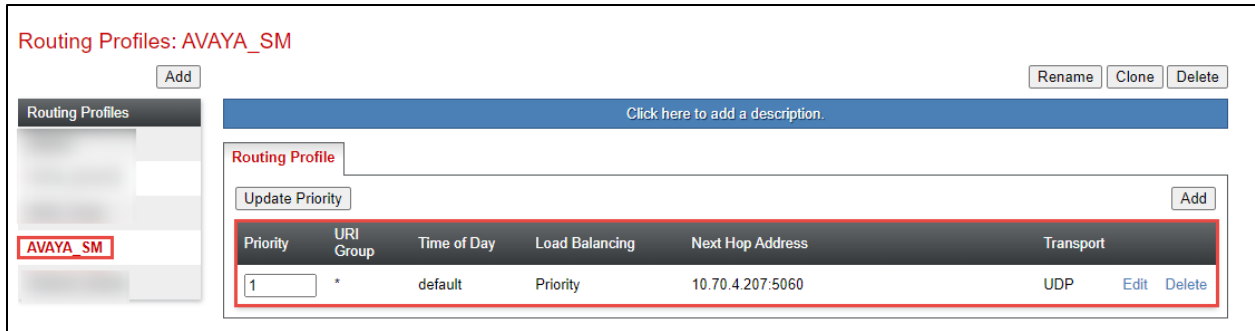 Routing Profiles: AVAYA_SM
Add
Rename Clone Delete
Routing Profiles
Click here to add a description.
Routing Profile
Update Priority
Add
AVAYA_SM
Priority URI Group Time of Day Load Balancing Next Hop Address Transport
1 * default Priority 10.70.4.207:5060 UDP Edit Delete